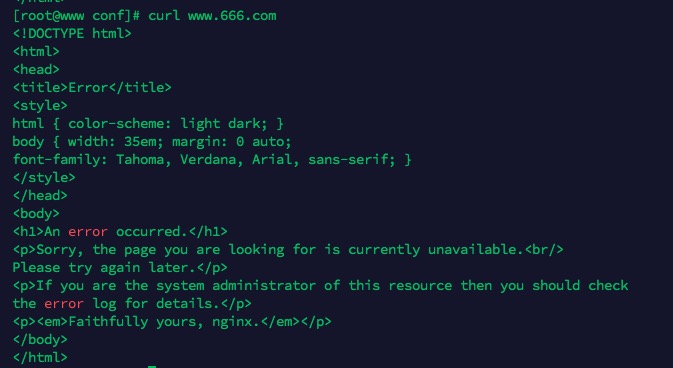 [root@www conf]# curl www.666.com
<!DOCTYPE html>
<html>
<head>
<title>Error</title>
<style>
html { color-scheme: light dark; }
body { width: 35em; margin: 0 auto;
font-family: Tahoma, Verdana, Arial, sans-serif; }
</style>
</head>
<body>
<h1>An error occurred.</h1>
<p>Sorry, the page you are looking for is currently unavailable.<br/>
Please try again later.</p>
<p>If you are the system administrator of this resource then you should check
the error log for details.</p>
<p><em>Faithfully yours, nginx.</em></p>
</body>
</html>